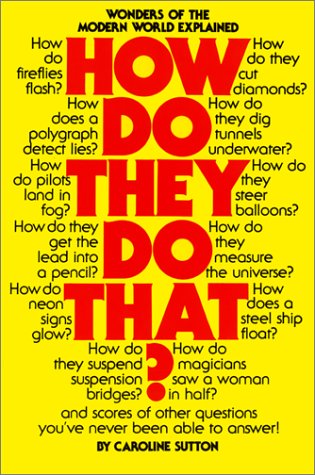 WONDERS OF THE
MODERN WORLD EXPLAINED
HOW
DO
THEY
DO
THAT
?
How
do
fireflies
flash?
How
do they
cut
diamonds?
How
does a
polygraph
detect lies?
How do
they dig
tunnels
underwater?
How
do pilots
land in
fog?
How do
they
steer
balloons?
How do they
get the
lead into
a pencil?
How do
they
measure
the universe?
How do
neon
signs
glow?
How
does a
steel ship
float?
How do
they suspend
suspension
bridges?
How do
magicians
saw a woman
in half?
and scores of other questions
you've never been able to answer!
BY CAROLINE SUTTON